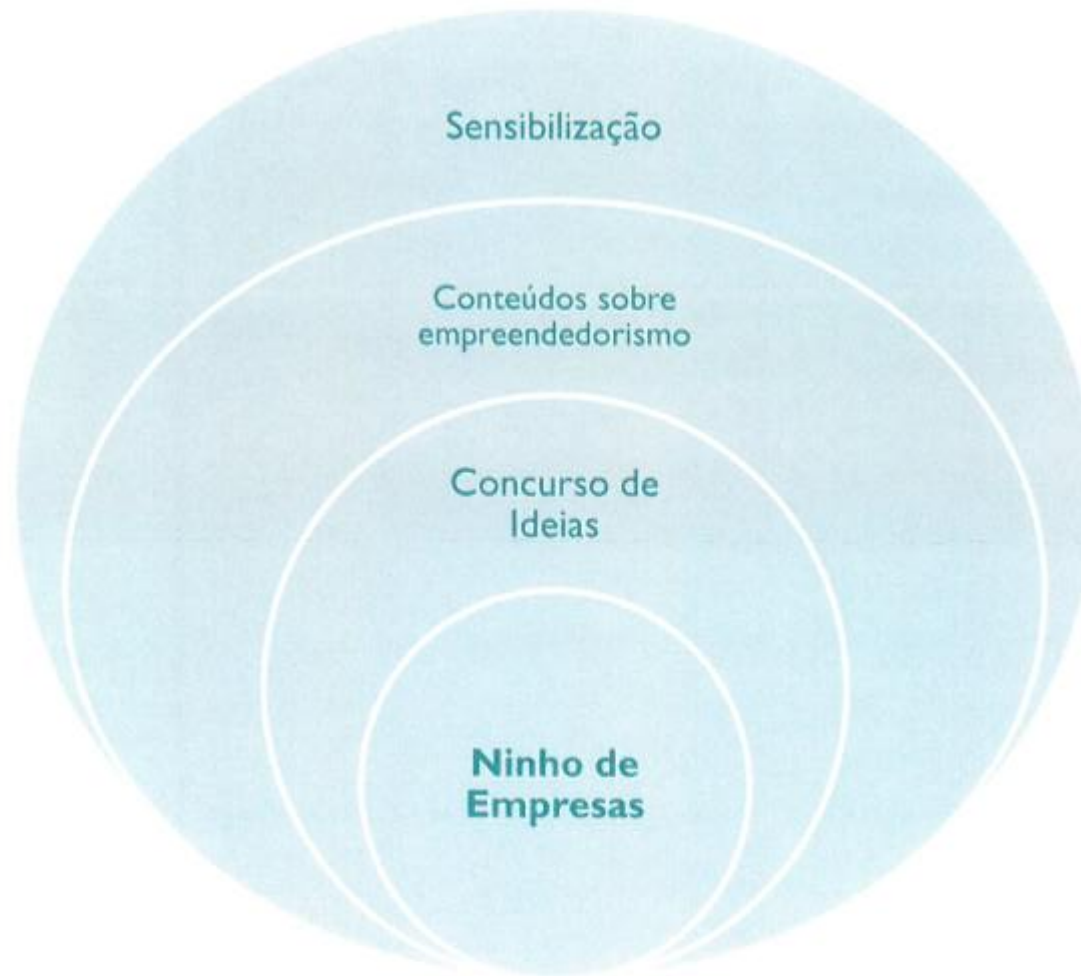 Sensibilização
Conteúdos sobre
empreendedorismo
Concurso de
Ideias
Ninho de
Empresas